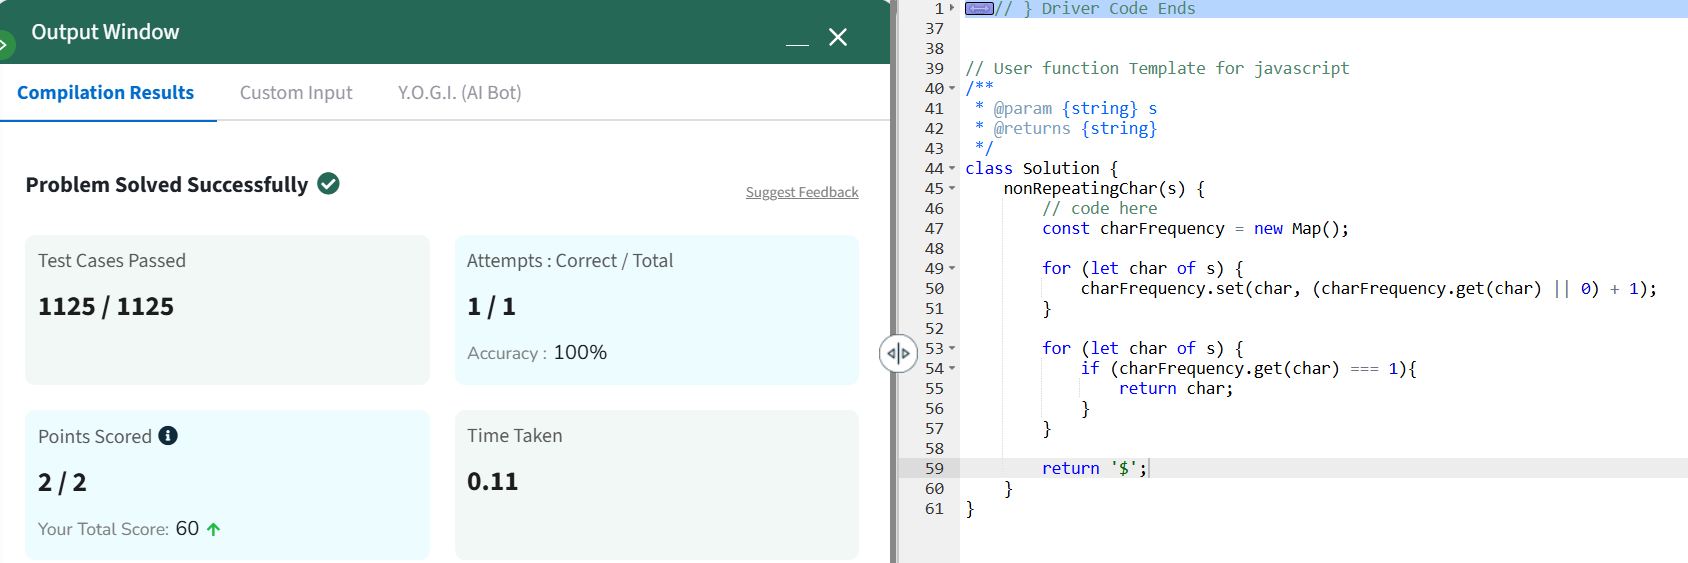 Output Window
Compilation Results
Custom Input
Y.O.G.I. (AI Bot)
Problem Solved Successfully
Suggest Feedback
Test Cases Passed
1125 / 1125
Attempts : Correct / Total
1 / 1
Accuracy : 100%
Points Scored
2 / 2
Your Total Score: 60
Time Taken
0.11
1 // } Driver Code Ends
37
38
39 // User function Template for javascript
40 /**
41  * @param {string} s
42  * @returns {string}
43  */
44 class Solution {
45     nonRepeatingChar(s) {
46         // code here
47         const charFrequency = new Map();
48
49         for (let char of s) {
50             charFrequency.set(char, (charFrequency.get(char) || 0) + 1);
51         }
52
53         for (let char of s) {
54             if (charFrequency.get(char) === 1){
55                 return char;
56             }
57         }
58
59         return '$';
60     }
61 }